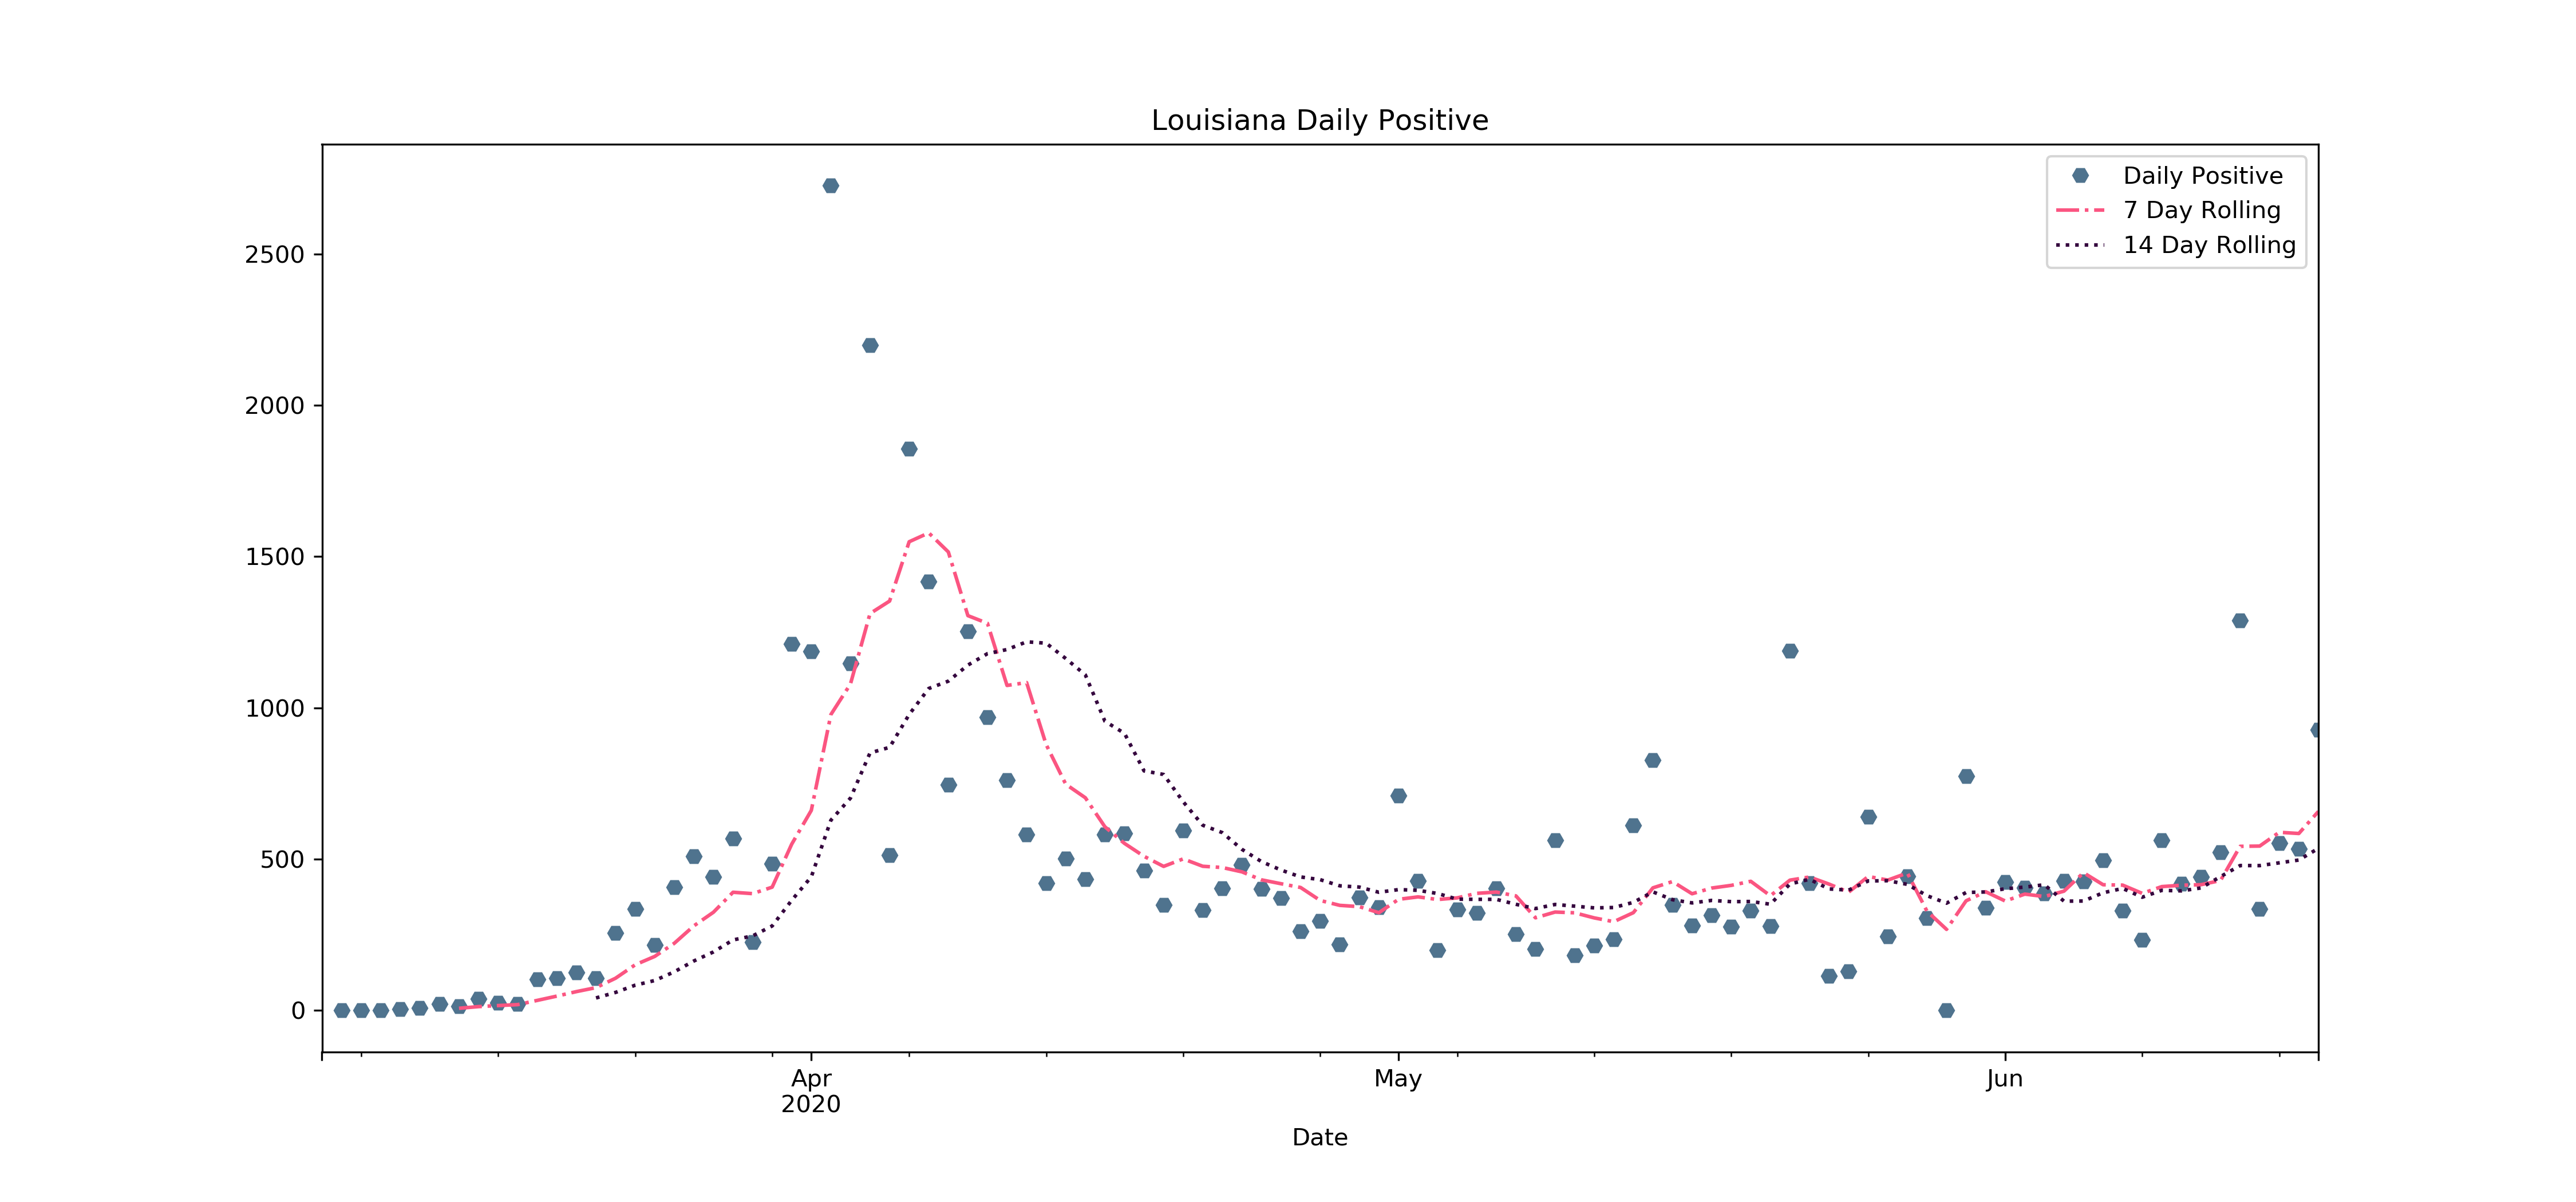 Louisiana Daily Positive
Daily Positive
7 Day Rolling
14 Day Rolling
2500
2000
1500
1000
500
0
Apr
2020
May
Jun
Date